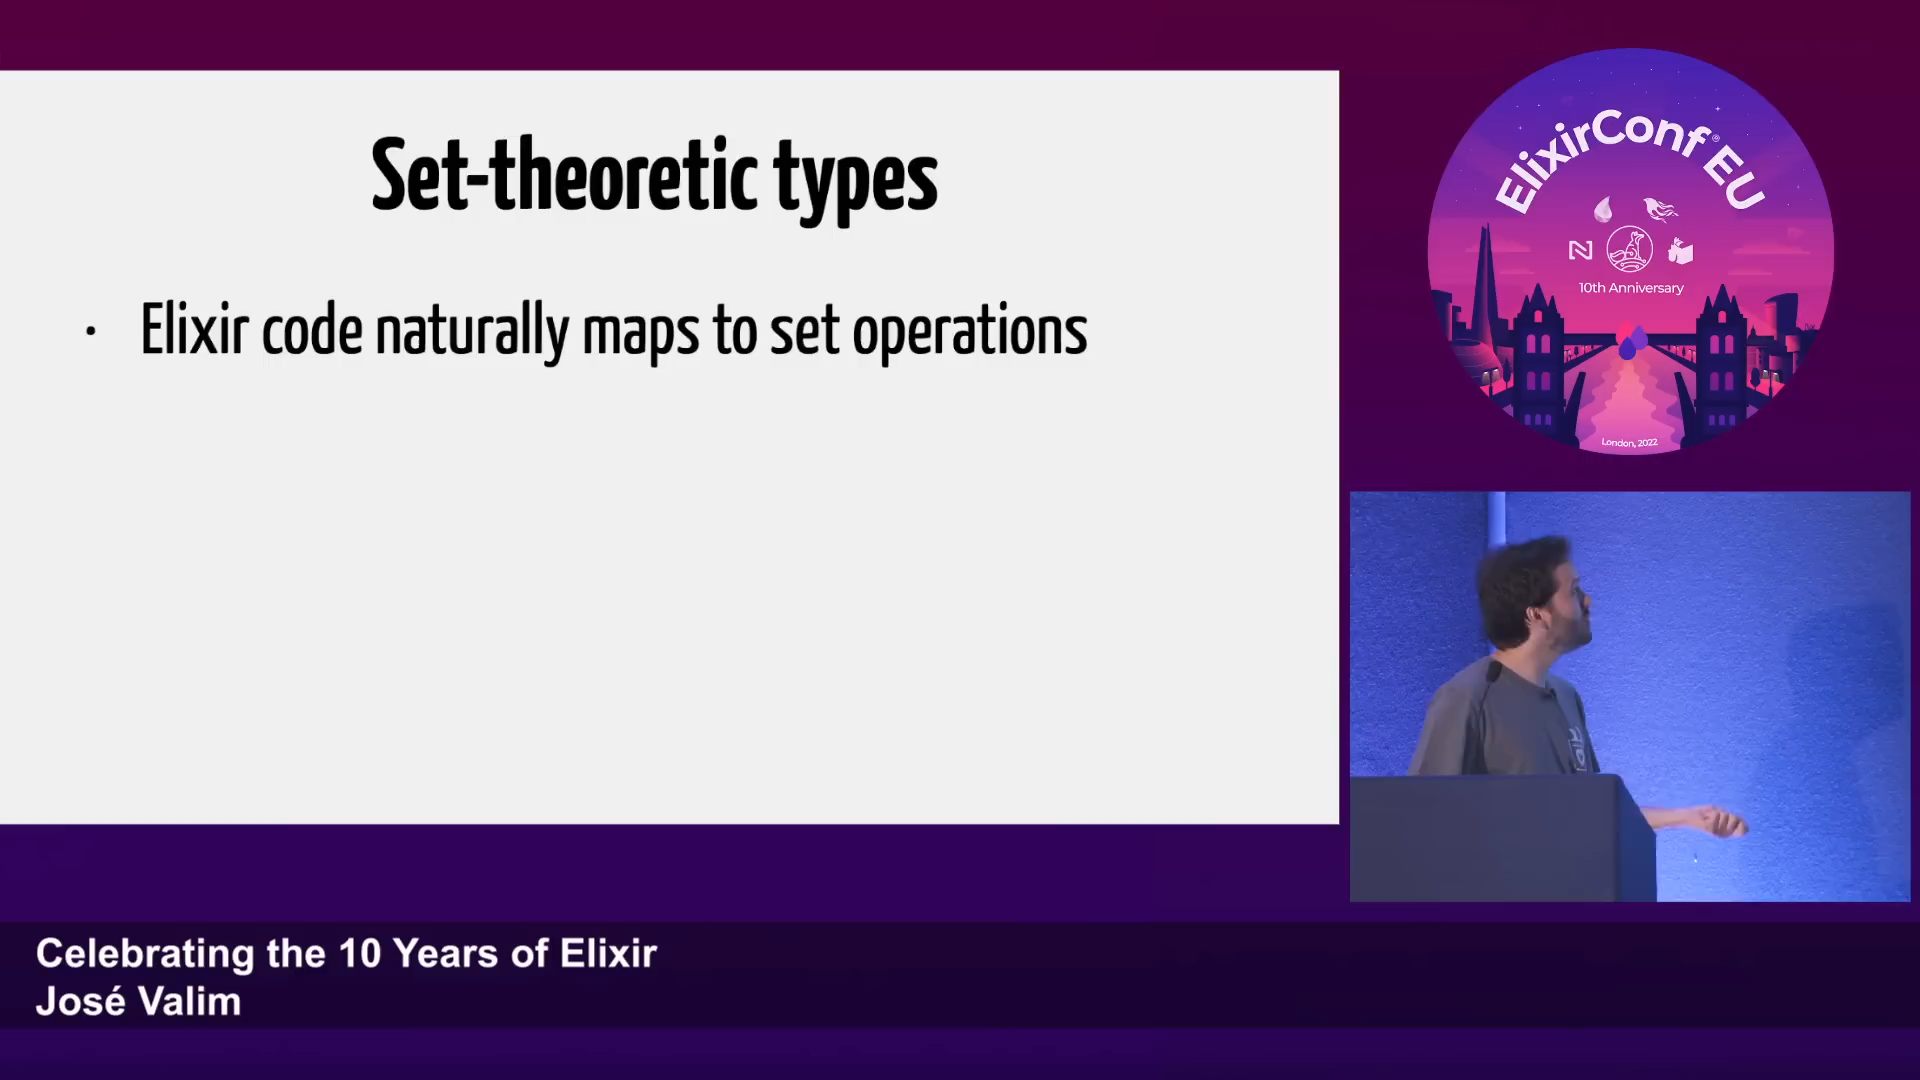 Set-theoretic types
• Elixir code naturally maps to set operations
ElixirConf® EU
10th Anniversary
London, 2022
Celebrating the 10 Years of Elixir
José Valim